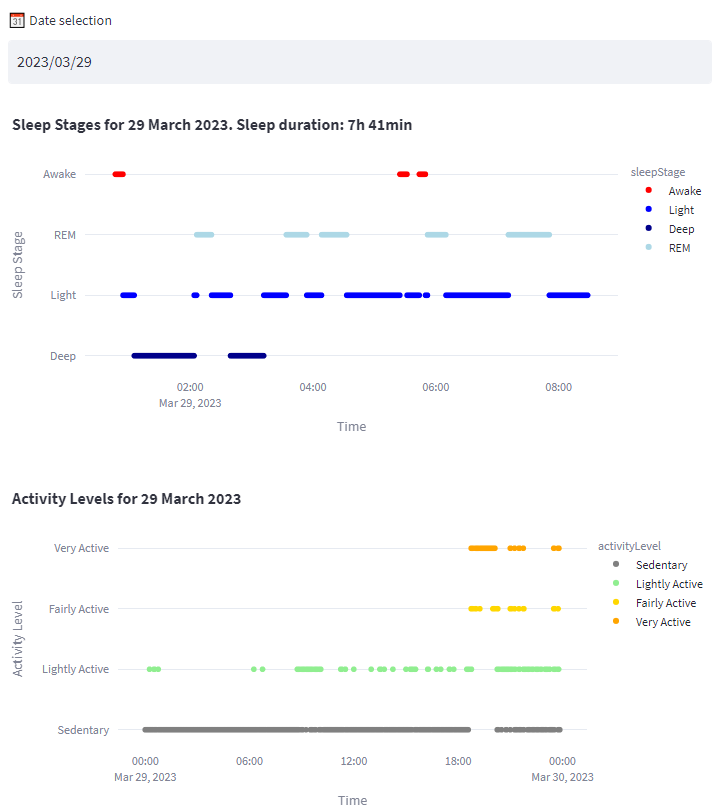 Date selection
2023/03/29
Sleep Stages for 29 March 2023. Sleep duration: 7h 41min
Sleep Stage
Awake
REM
Light
Deep
02:00 04:00 06:00 08:00
Mar 29, 2023
Time
sleepStage
Awake
Light
Deep
REM
Activity Levels for 29 March 2023
Activity Level
Very Active
Fairly Active
Lightly Active
Sedentary
00:00 06:00 12:00 18:00 00:00
Mar 29, 2023 Mar 30, 2023
Time
activityLevel
Sedentary
Lightly Active
Fairly Active
Very Active